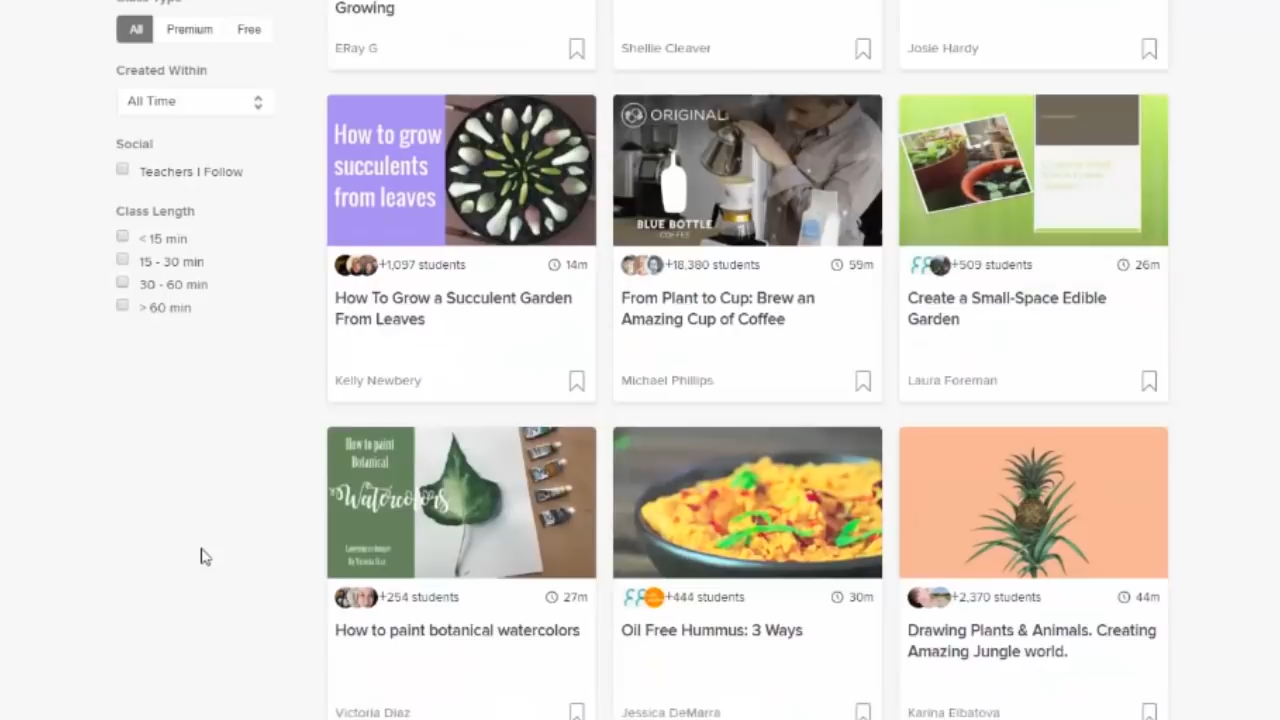 Class Type
Growing
All Premium Free
ERay G
Shellie Cleaver
Josie Hardy
Created Within
All Time
Social
Teachers I Follow
Class Length
< 15 min
15 - 30 min
30 - 60 min
> 60 min
How to grow
succulents
from leaves
ORIGINAL
BLUE BOTTLE
COFFEE
+1,097 students
14m
+18,380 students
59m
+509 students
26m
How To Grow a Succulent Garden
From Leaves
From Plant to Cup: Brew an
Amazing Cup of Coffee
Create a Small-Space Edible
Garden
Kelly Newbery
Michael Phillips
Laura Foreman
How to paint
Botanical
Watercolors
By Victoria Diaz
+254 students
27m
+444 students
30m
+2,370 students
44m
How to paint botanical watercolors
Oil Free Hummus: 3 Ways
Drawing Plants & Animals. Creating
Amazing Jungle world.
Victoria Diaz
Jessica DeMarra
Karina Eibatova